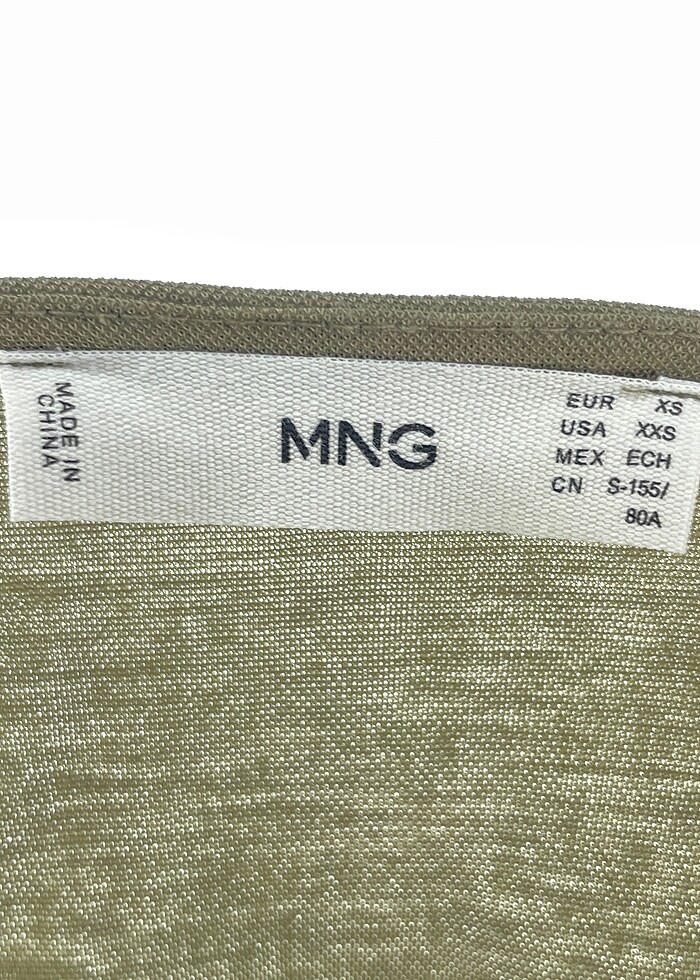 MADE IN
CHINA
MNG
EUR XS
USA XXS
MEX ECH
CN S-155/
80A